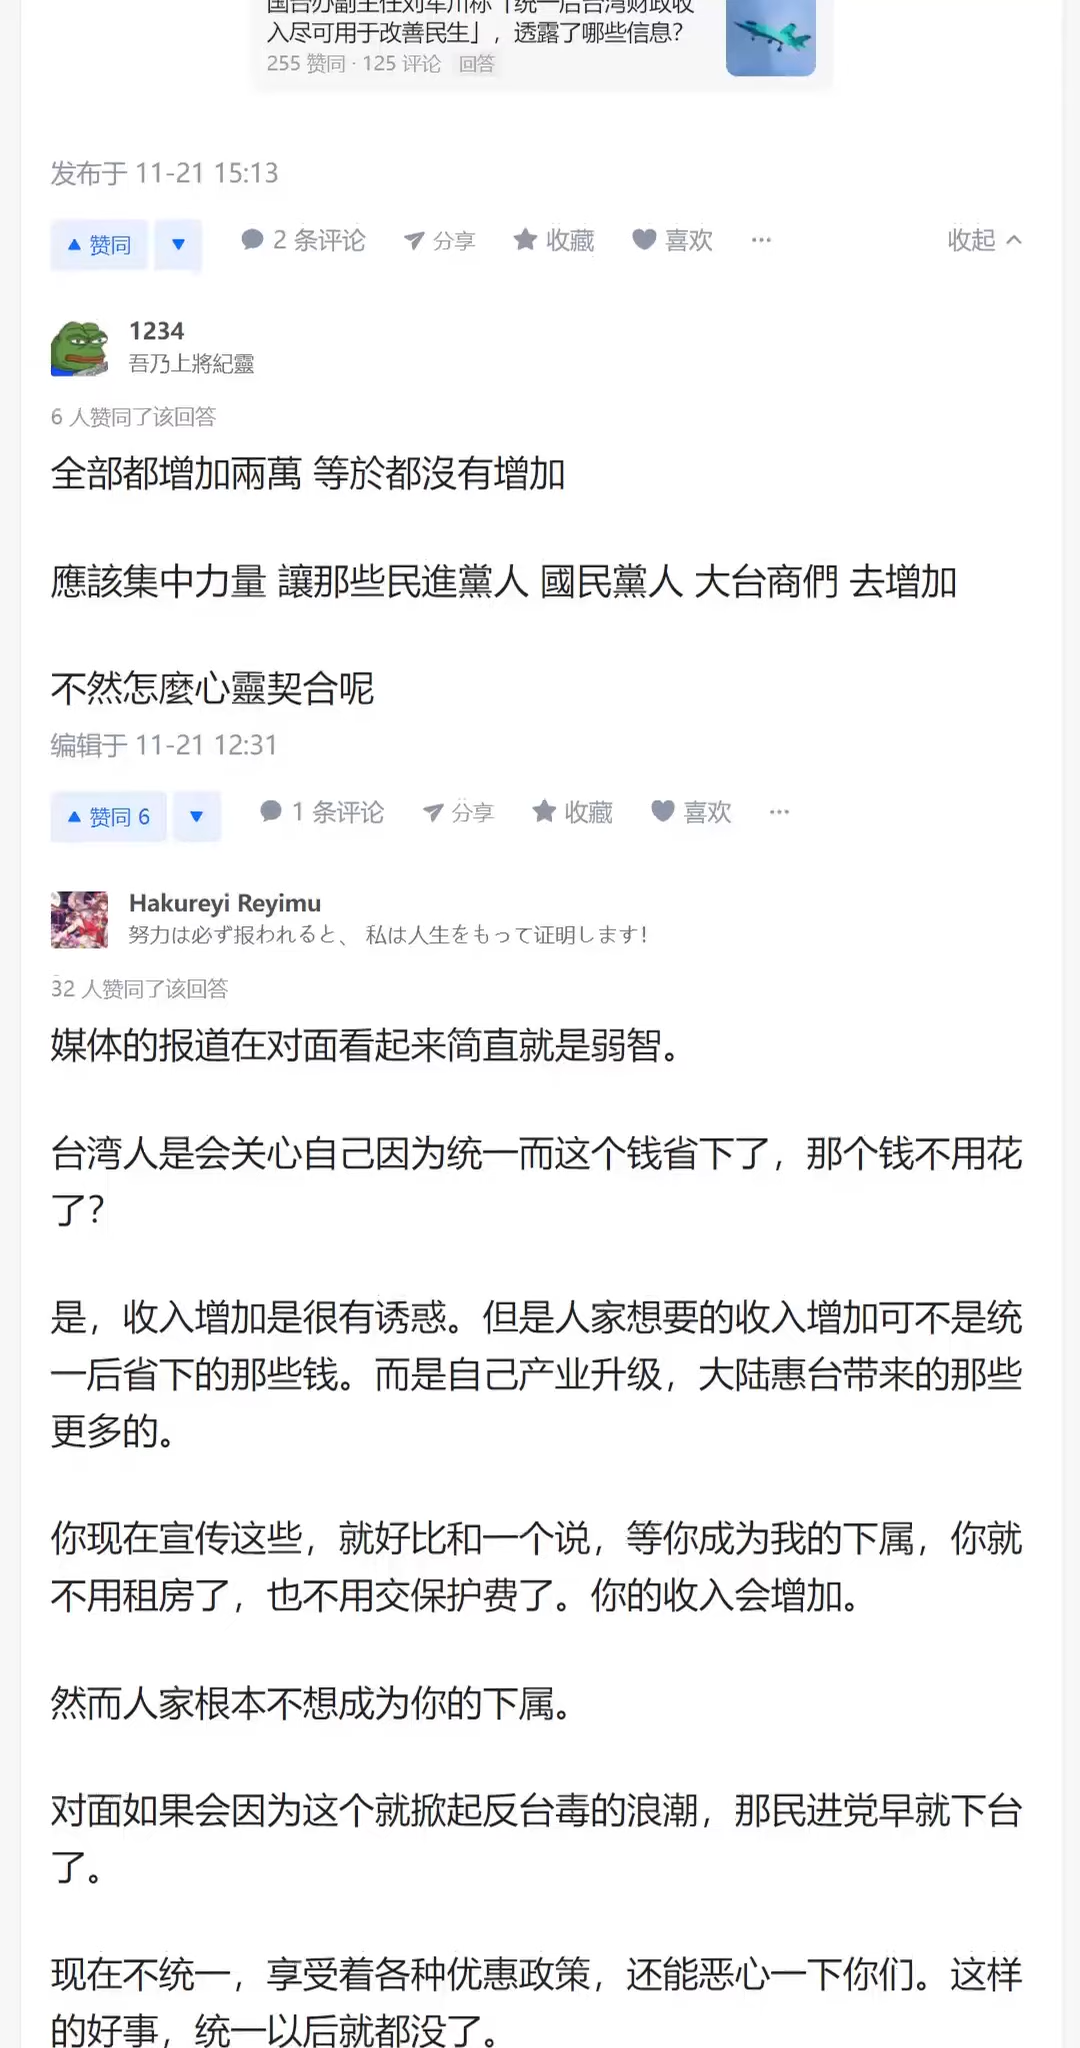 国台办副主任刘军川称「统一后台湾财政收
入尽可用于改善民生」，透露了哪些信息？
255 赞同 · 125 评论 回答
发布于 11-21 15:13
赞同
2 条评论
分享
收藏
喜欢
···
收起
1234
吾乃上將紀靈
6 人赞同了该回答
全部都增加兩萬 等於都沒有增加
應該集中力量 讓那些民進黨人 國民黨人 大台商們 去增加
不然怎麼心靈契合呢
编辑于 11-21 12:31
赞同 6
1 条评论
分享
收藏
喜欢
···
Hakureyi Reyimu
努力は必ず报われると、 私は人生をもって证明します！
32 人赞同了该回答
媒体的报道在对面看起来简直就是弱智。
台湾人是会关心自己因为统一而这个钱省下了，那个钱不用花
了？
是，收入增加是很有诱惑。但是人家想要的收入增加可不是统
一后省下的那些钱。而是自己产业升级，大陆惠台带来的那些
更多的。
你现在宣传这些，就好比和一个说，等你成为我的下属，你就
不用租房了，也不用交保护费了。你的收入会增加。
然而人家根本不想成为你的下属。
对面如果会因为这个就掀起反台毒的浪潮，那民进党早就下台
了。
现在不统一，享受着各种优惠政策，还能恶心一下你们。这样
的好事，统一以后就都没了。